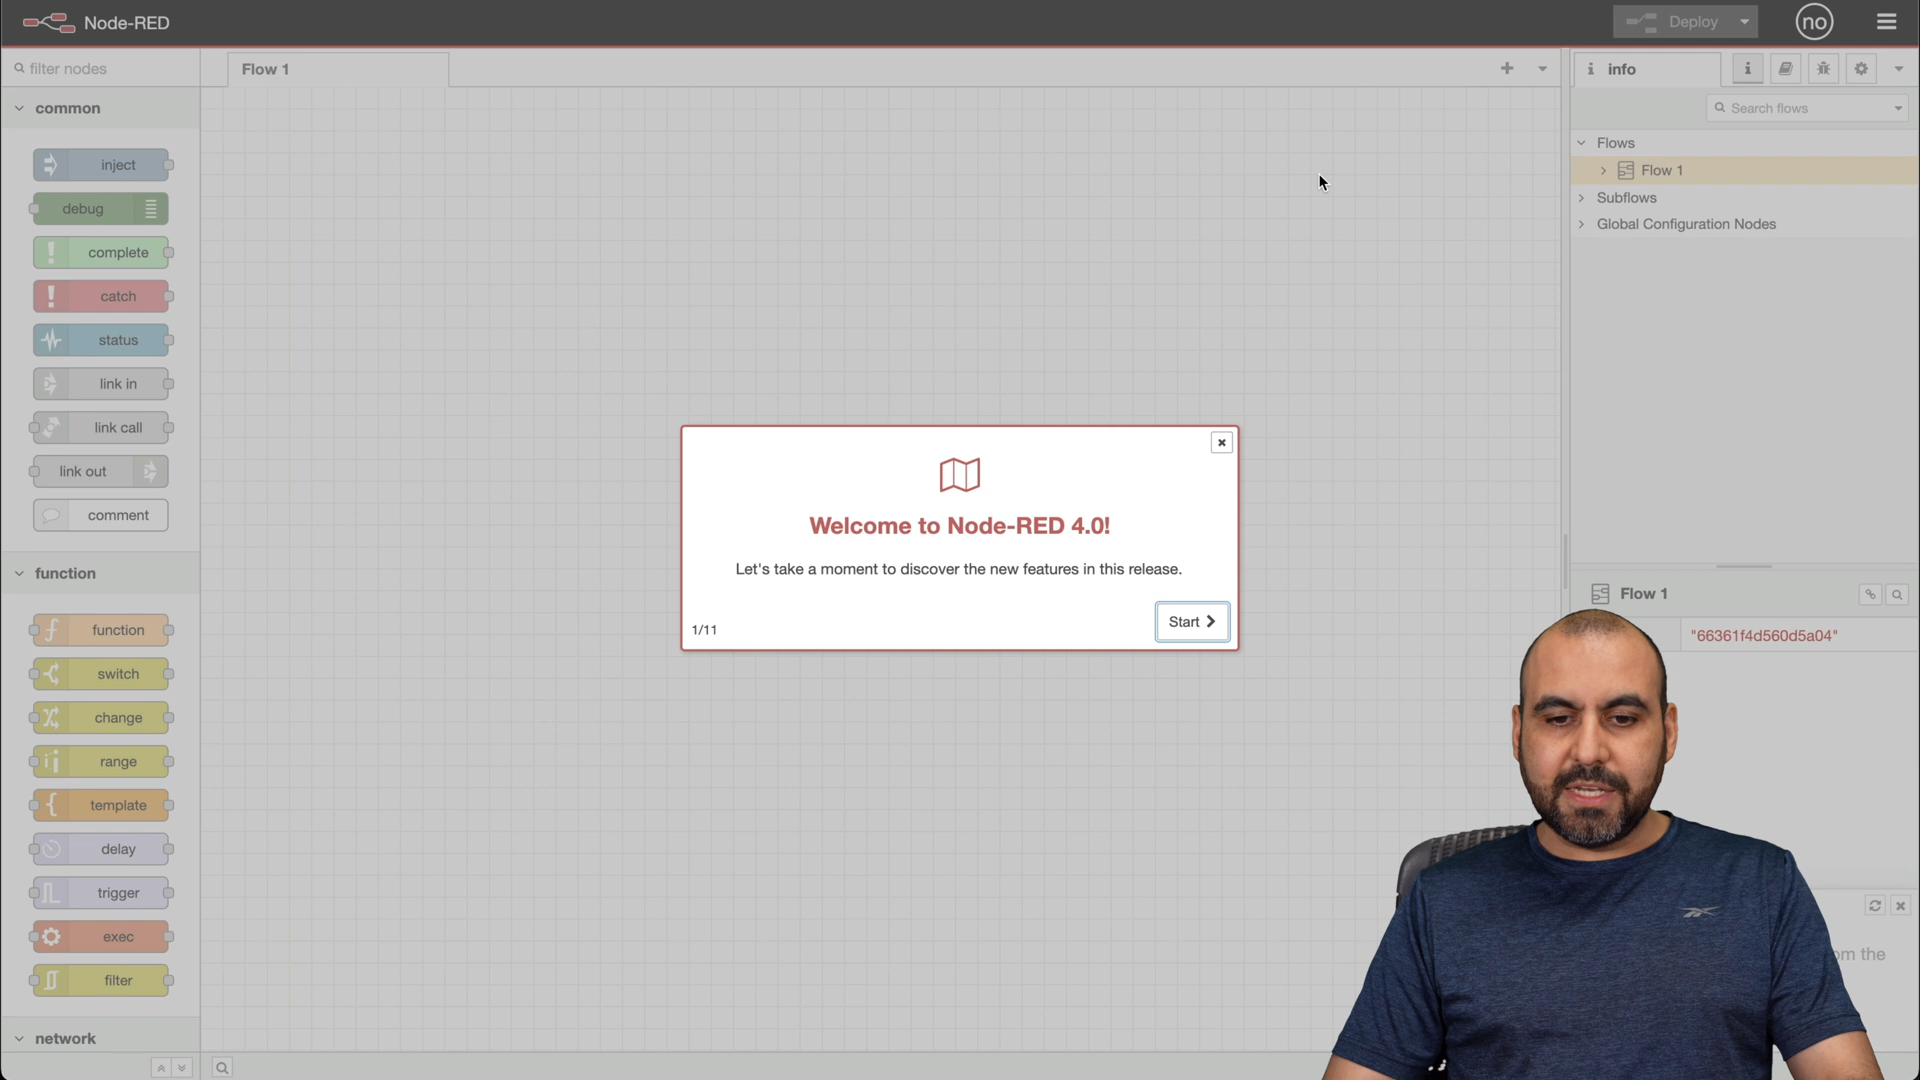 Node-RED
Deploy
no
filter nodes
Flow 1
info
Search flows
common
inject
debug
complete
catch
status
link in
link call
link out
comment
function
function
switch
change
range
template
delay
trigger
exec
filter
network
Flows
Flow 1
Subflows
Global Configuration Nodes
Welcome to Node-RED 4.0!
Let's take a moment to discover the new features in this release.
1/11
Start
Flow 1
"66361f4d560d5a04"
the